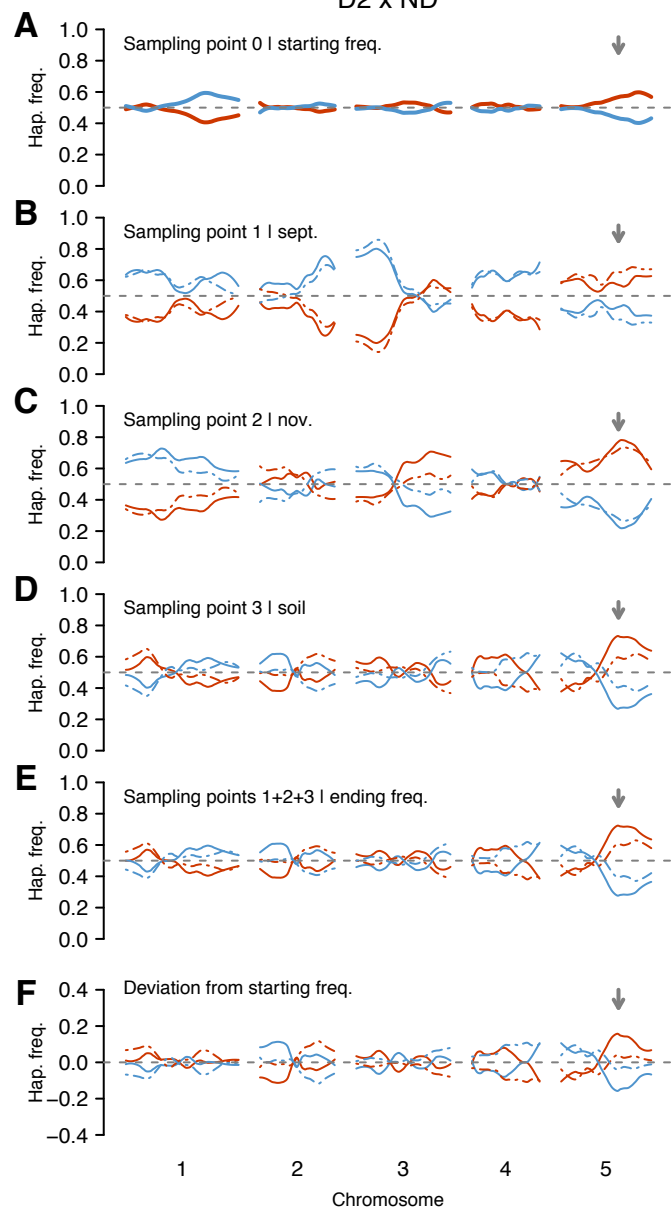 D2 x ND
A
Sampling point 0 | starting freq.
Hap. freq.
1.0
0.8
0.6
0.4
0.2
0.0
B
Sampling point 1 | sept.
Hap. freq.
1.0
0.8
0.6
0.4
0.2
0.0
C
Sampling point 2 | nov.
Hap. freq.
1.0
0.8
0.6
0.4
0.2
0.0
D
Sampling point 3 | soil
Hap. freq.
1.0
0.8
0.6
0.4
0.2
0.0
E
Sampling points 1+2+3 | ending freq.
Hap. freq.
1.0
0.8
0.6
0.4
0.2
0.0
F
Deviation from starting freq.
Hap. freq.
0.4
0.2
0.0
−0.2
−0.4
1 2 3 4 5
Chromosome